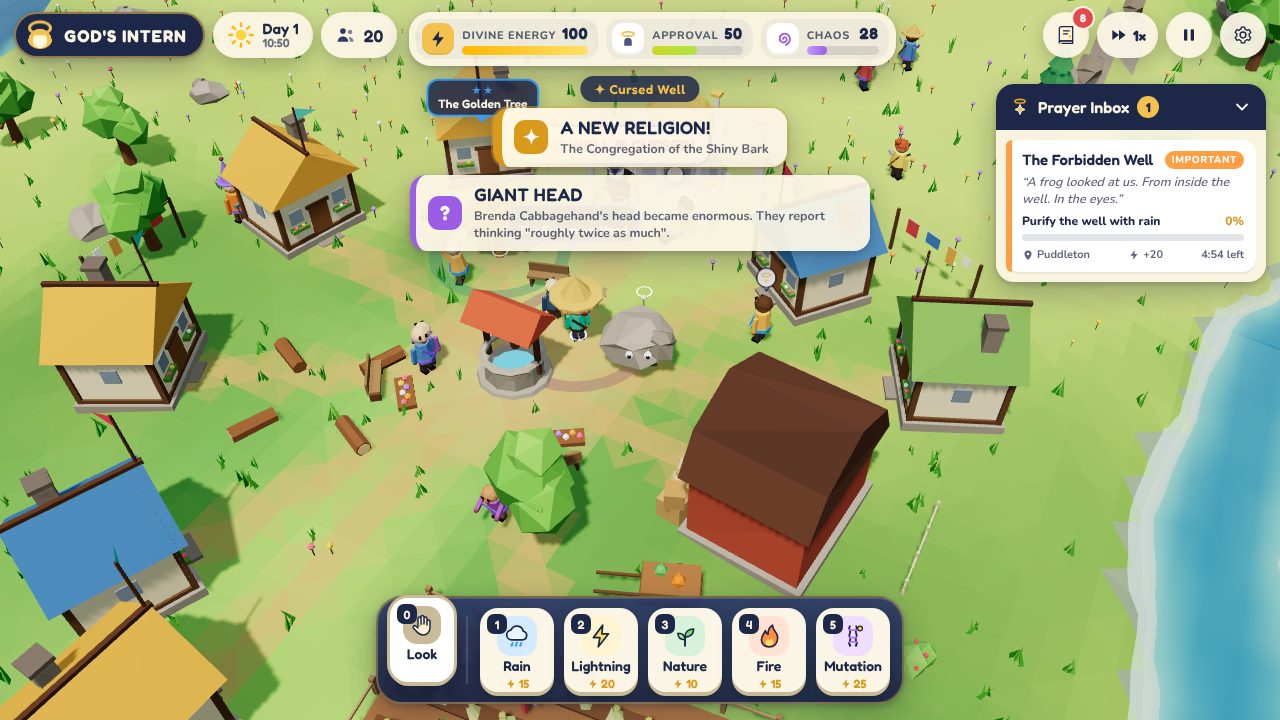 GOD'S INTERN
Day 1
10:50
20
DIVINE ENERGY 100
APPROVAL 50
CHAOS 28
8
1x
The Golden Tree
Cursed Well
A NEW RELIGION!
The Congregation of the Shiny Bark
?
GIANT HEAD
Brenda Cabbagehand's head became enormous. They report
thinking "roughly twice as much".
Prayer Inbox 1
The Forbidden Well IMPORTANT
“A frog looked at us. From inside the
well. In the eyes.”
Purify the well with rain 0%
Puddleton +20 4:54 left
0
Look
1
Rain
15
2
Lightning
20
3
Nature
10
4
Fire
15
5
Mutation
25